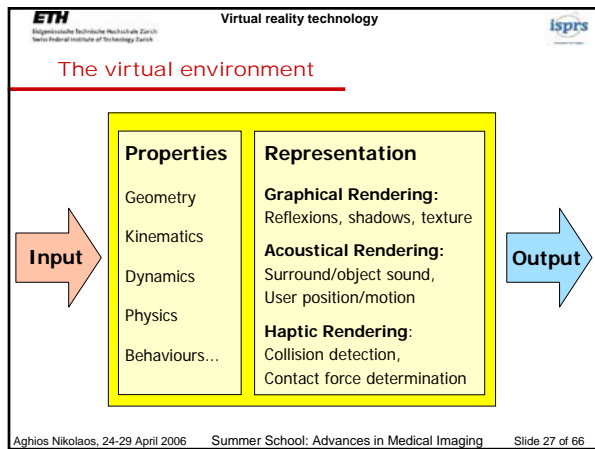 ETH
Eidgenössische Technische Hochschule Zürich
Swiss Federal Institute of Technology Zurich
Virtual reality technology
isprs
The virtual environment
Input
Properties
Geometry
Kinematics
Dynamics
Physics
Behaviours...
Representation
Graphical Rendering:
Reflexions, shadows, texture
Acoustical Rendering:
Surround/object sound,
User position/motion
Haptic Rendering:
Collision detection,
Contact force determination
Output
Aghios Nikolaos, 24-29 April 2006 Summer School: Advances in Medical Imaging Slide 27 of 66